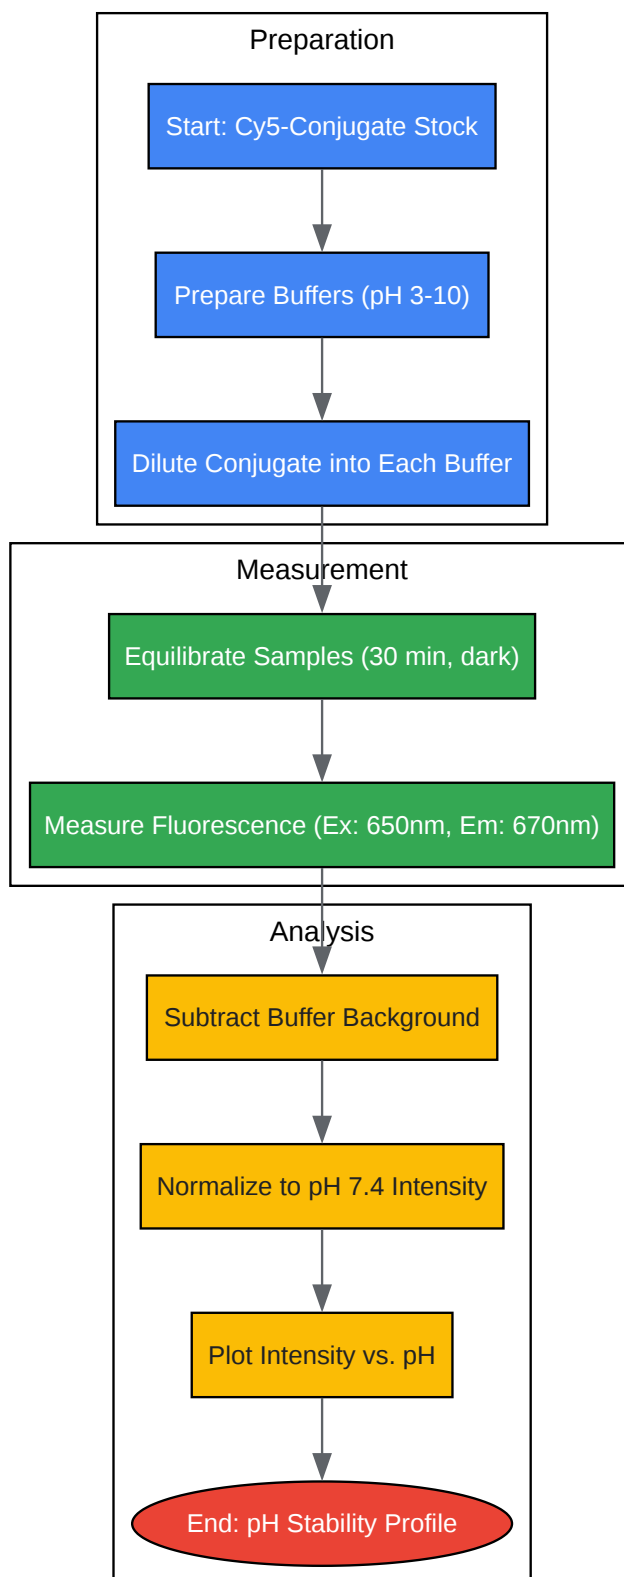 Preparation
Start: Cy5-Conjugate Stock
Prepare Buffers (pH 3-10)
Dilute Conjugate into Each Buffer
Measurement
Equilibrate Samples (30 min, dark)
Measure Fluorescence (Ex: 650nm, Em: 670nm)
Analysis
Subtract Buffer Background
Normalize to pH 7.4 Intensity
Plot Intensity vs. pH
End: pH Stability Profile